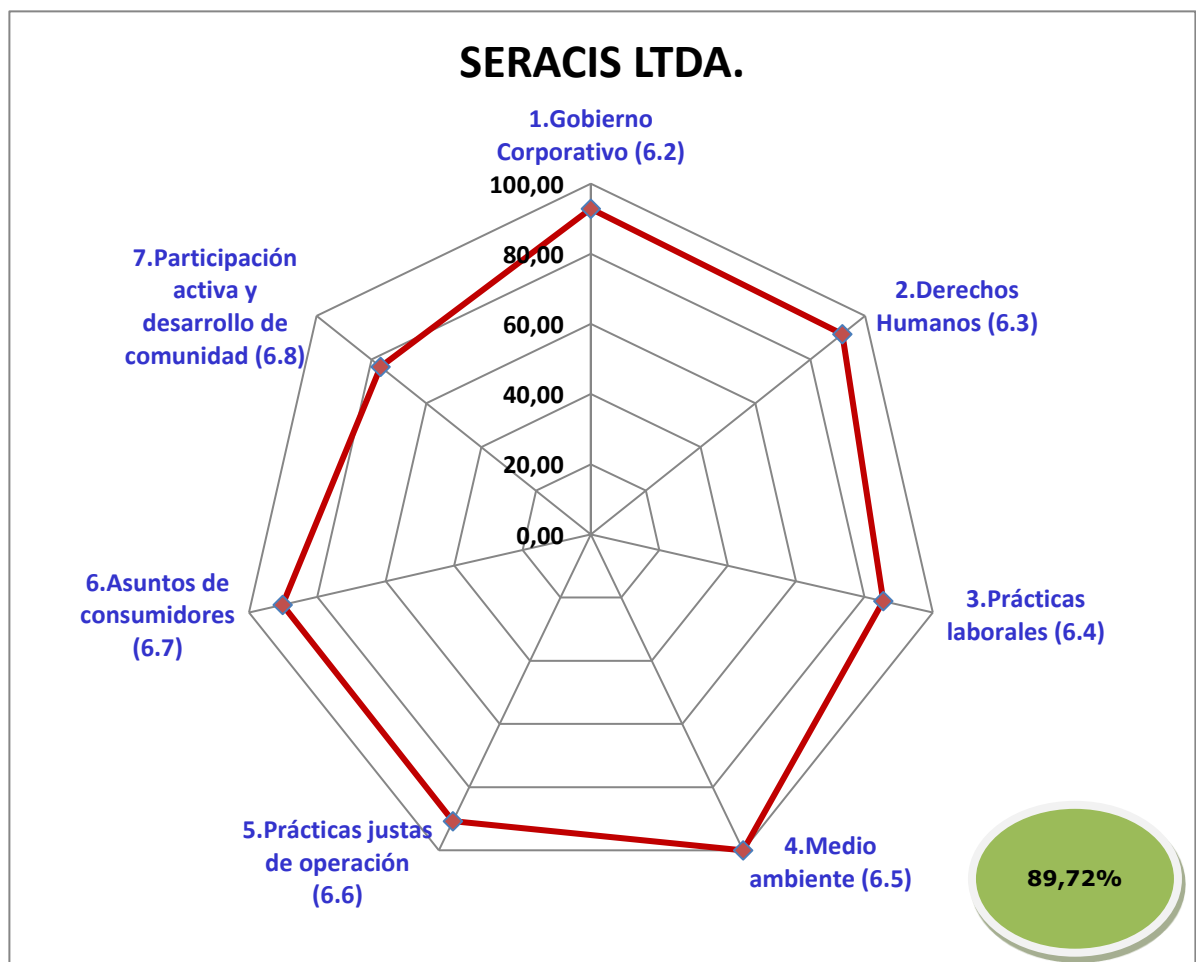 SERACIS LTDA.
1.Gobierno
Corporativo (6.2)
100,00
80,00
60,00
40,00
20,00
0,00
2.Derechos
Humanos (6.3)
3.Prácticas
laborales (6.4)
4.Medio
ambiente (6.5)
5.Prácticas justas
de operación
(6.6)
6.Asuntos de
consumidores
(6.7)
7.Participación
activa y
desarrollo de
comunidad (6.8)
89,72%